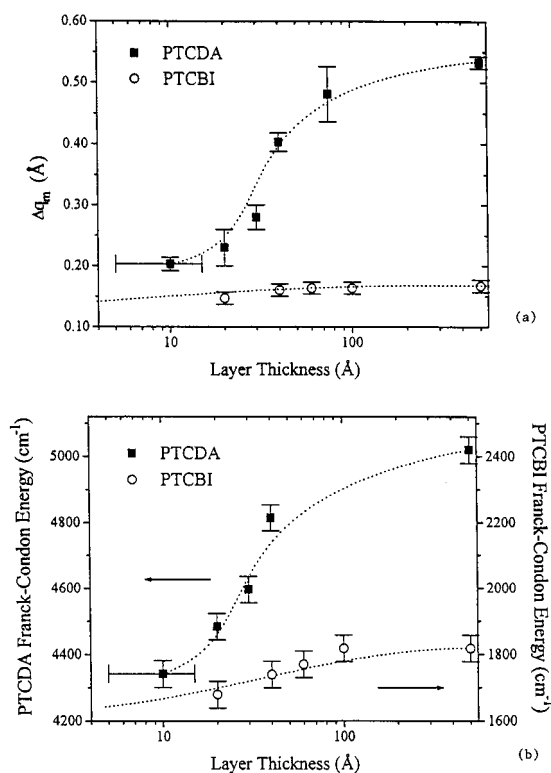 0.60
0.50
0.40
0.30
0.20
0.10
Δqm (Å)
PTCDA
PTCBI
10
100
Layer Thickness (Å)
(a)
5000
4800
4600
4400
4200
PTCDA Franck-Condon Energy (cm⁻¹)
PTCDA
PTCBI
2400
2200
2000
1800
1600
PTCBI Franck-Condon Energy (cm⁻¹)
10
100
Layer Thickness (Å)
(b)